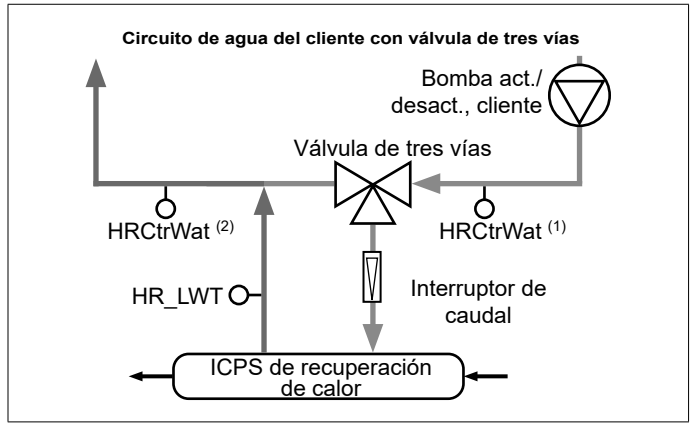 Circuito de agua del cliente con válvula de tres vías
Bomba act./
desact., cliente
Válvula de tres vías
HRCtrWat (2)
HRCtrWat (1)
HR_LWT
Interruptor de
caudal
ICPS de recuperación
de calor